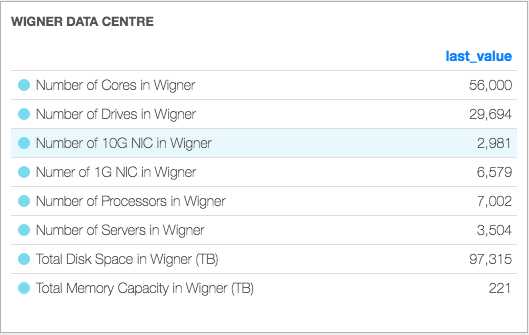 WIGNER DATA CENTRE
last_value
Number of Cores in Wigner 56,000
Number of Drives in Wigner 29,694
Number of 10G NIC in Wigner 2,981
Numer of 1G NIC in Wigner 6,579
Number of Processors in Wigner 7,002
Number of Servers in Wigner 3,504
Total Disk Space in Wigner (TB) 97,315
Total Memory Capacity in Wigner (TB) 221